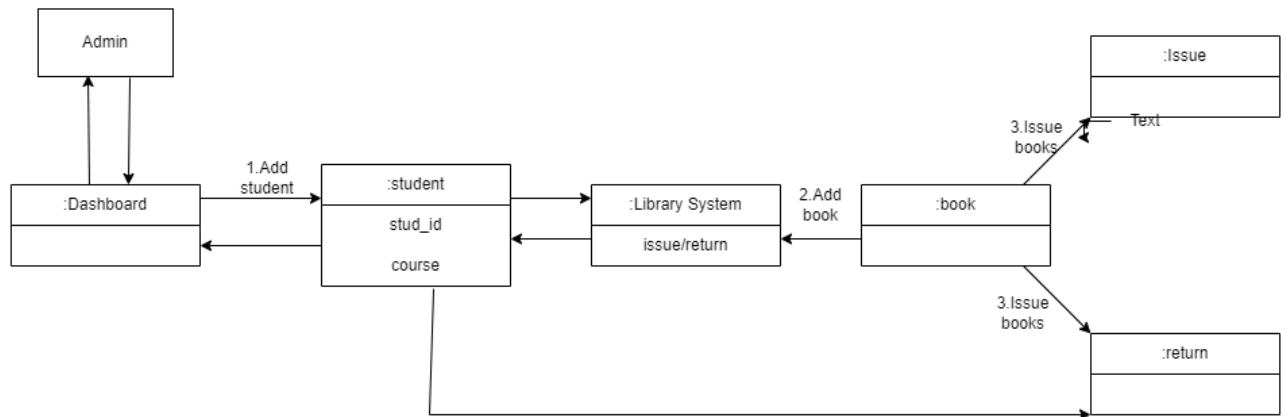 Admin
:Issue
3.Issue
books
Text
1.Add
student
:Dashboard
:student
stud_id
course
:Library System
issue/return
2.Add
book
:book
3.Issue
books
:return